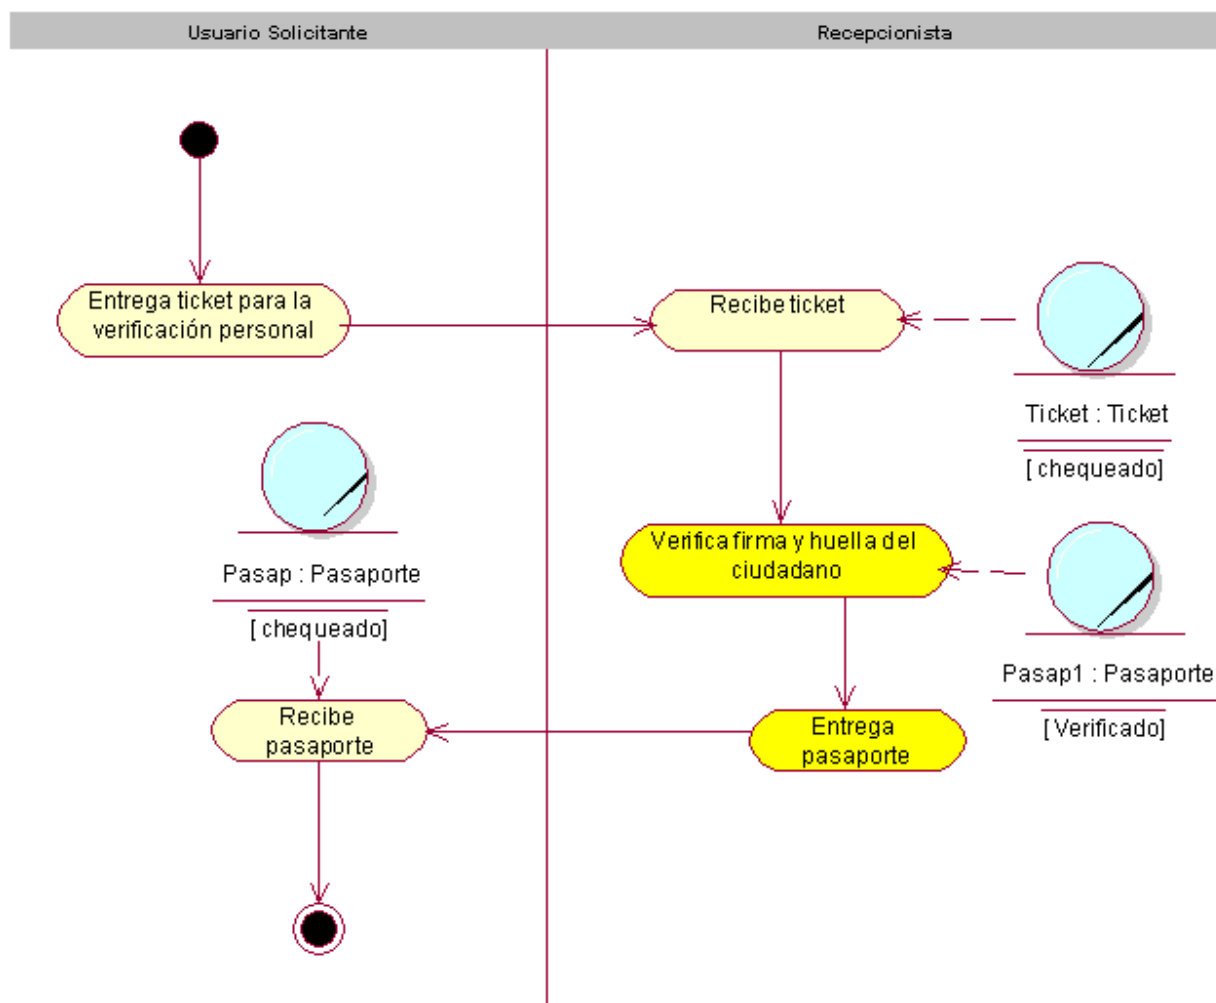 Usuario Solicitante
Recepcionista
Entrega ticket para la
verificación personal
Recibe ticket
Ticket : Ticket
[ chequeado]
Verifica firma y huella del
ciudadano
Pasap : Pasaporte
[ chequeado]
Pasap1 : Pasaporte
[ Verificado]
Entrega
pasaporte
Recibe
pasaporte